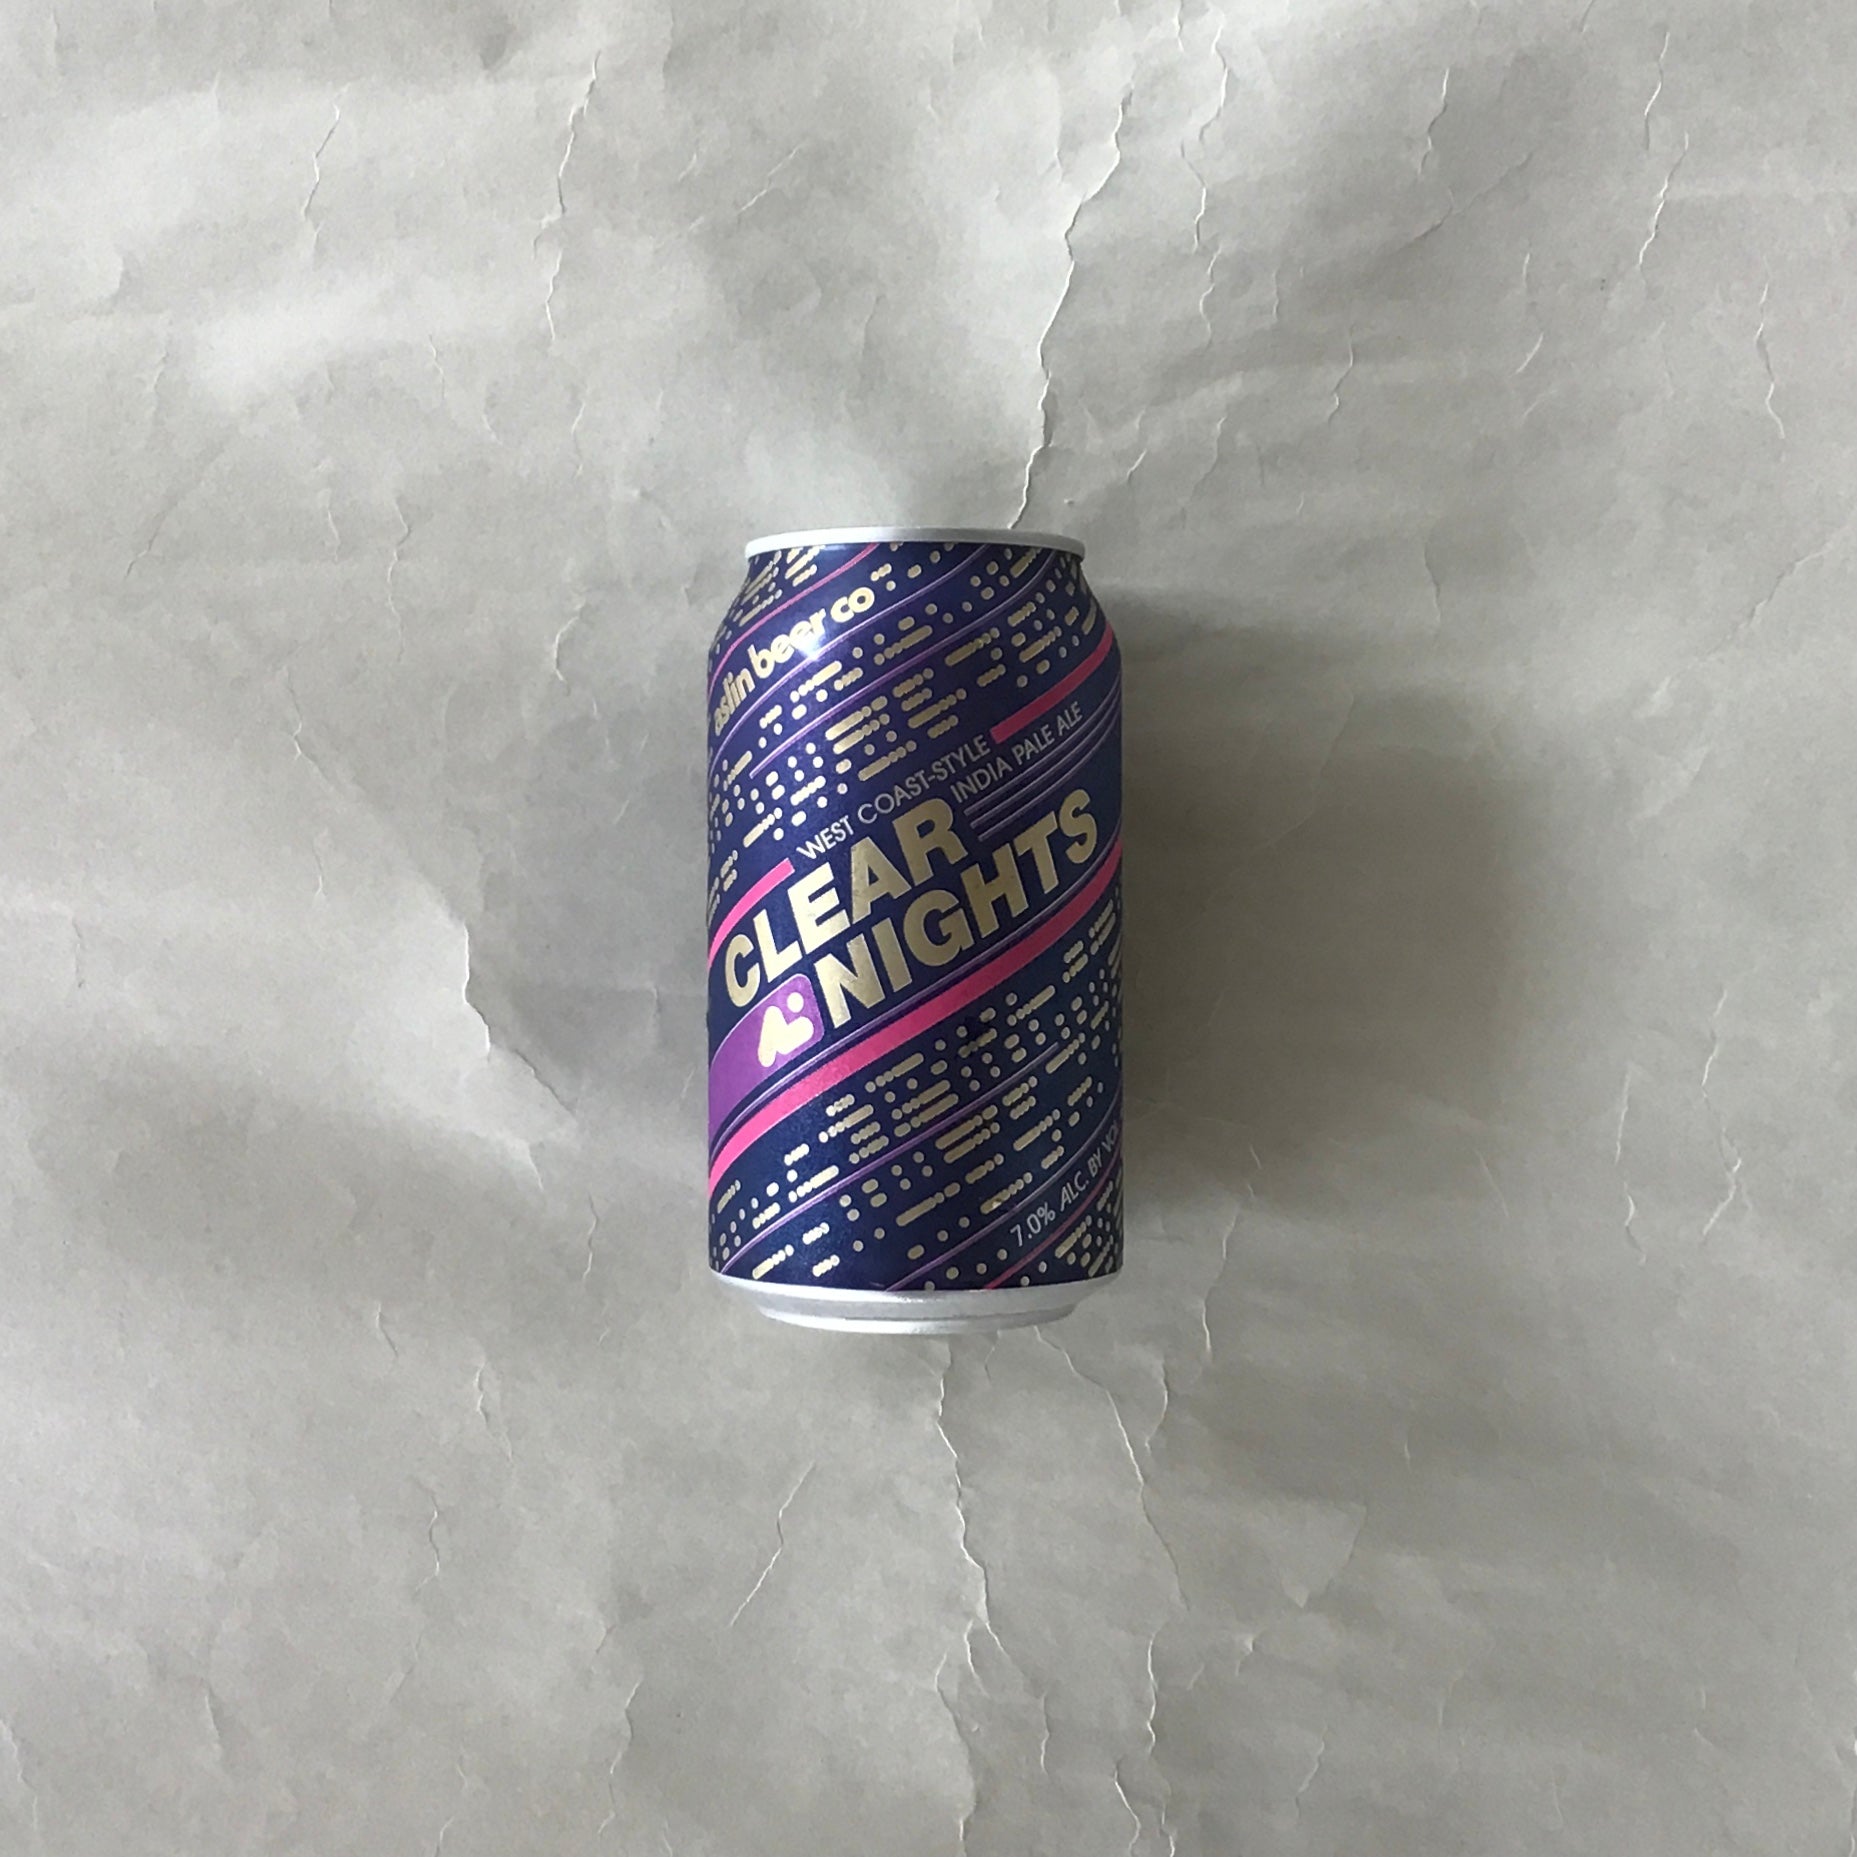 aslin beer co
WEST COAST-STYLE
INDIA PALE ALE
CLEAR
NIGHTS
7.0% ALC. BY VOL